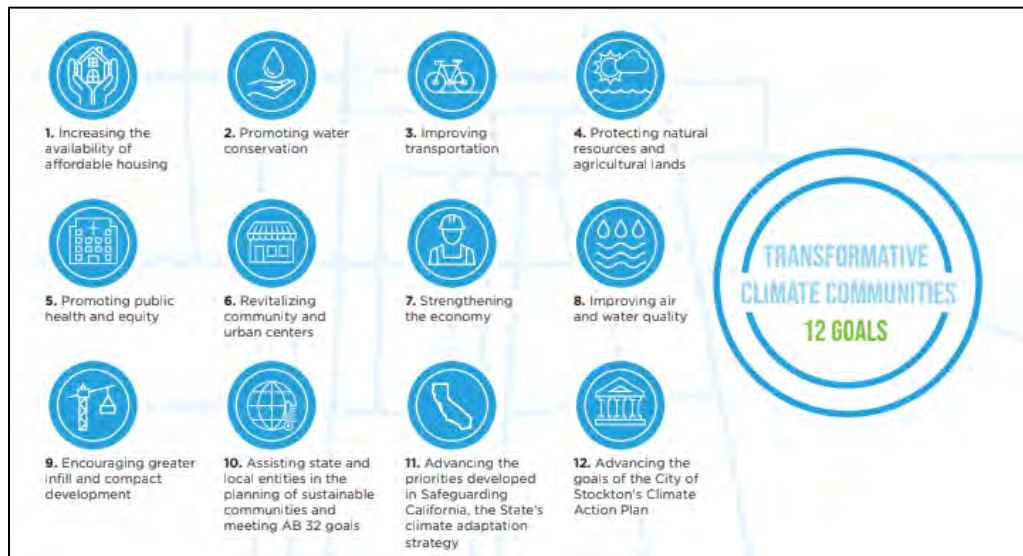 1. Increasing the
availability of
affordable housing
2. Promoting water
conservation
3. Improving
transportation
4. Protecting natural
resources and
agricultural lands
5. Promoting public
health and equity
6. Revitalizing
community and
urban centers
7. Strengthening
the economy
8. Improving air
and water quality
9. Encouraging greater
infill and compact
development
10. Assisting state and
local entities in the
planning of sustainable
communities and
meeting AB 32 goals
11. Advancing the
priorities developed
in Safeguarding
California, the State's
climate adaptation
strategy
12. Advancing the
goals of the City of
Stockton's Climate
Action Plan
TRANSFORMATIVE
CLIMATE COMMUNITIES
12 GOALS